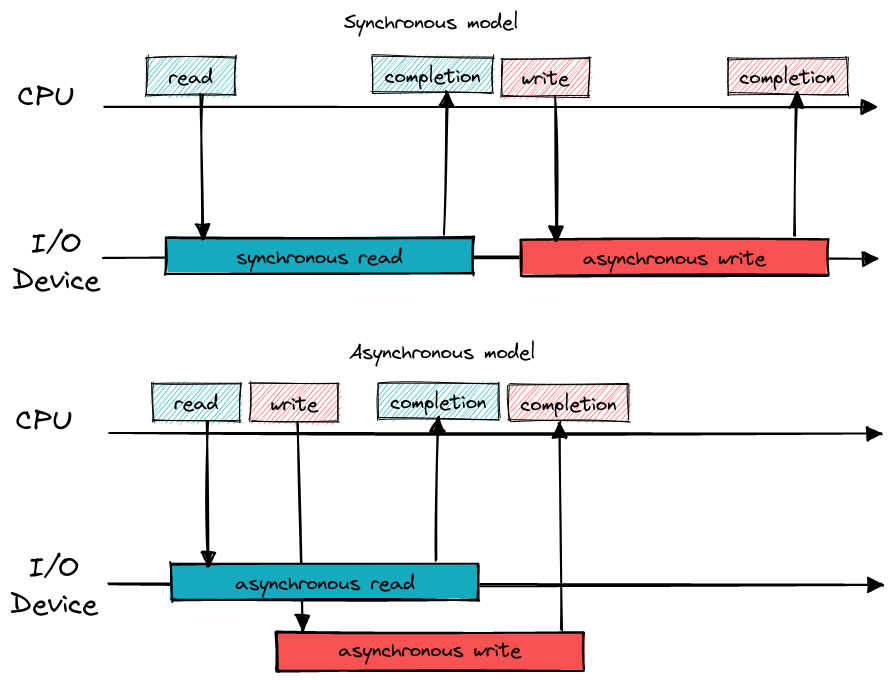 Synchronous model
read
completion
write
completion
CPU
I/O
Device
synchronous read
asynchronous write
Asynchronous model
read
write
completion
completion
CPU
I/O
Device
asynchronous read
asynchronous write